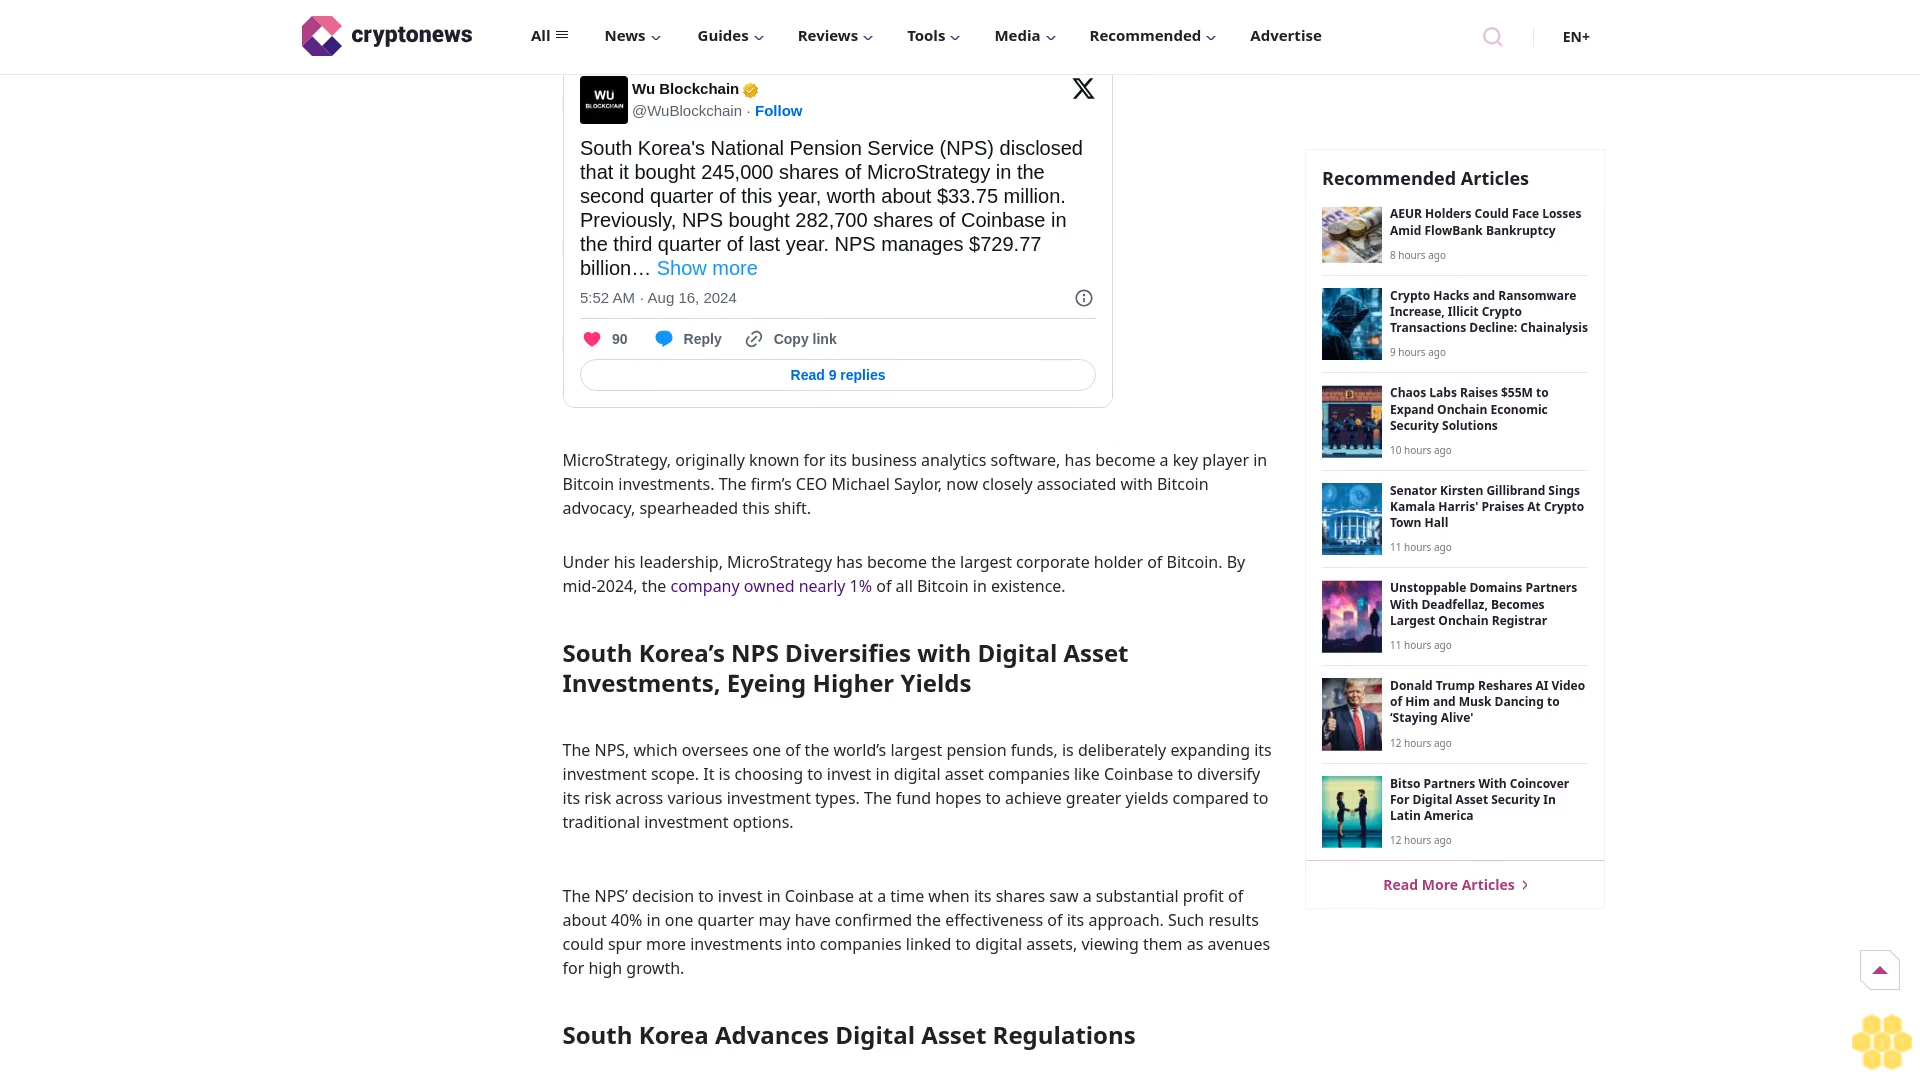 cryptonews
All
News
Guides
Reviews
Tools
Media
Recommended
Advertise
EN+
WU
BLOCKCHAIN
Wu Blockchain
@WuBlockchain · Follow
South Korea's National Pension Service (NPS) disclosed
that it bought 245,000 shares of MicroStrategy in the
second quarter of this year, worth about $33.75 million.
Previously, NPS bought 282,700 shares of Coinbase in
the third quarter of last year. NPS manages $729.77
billion… Show more
5:52 AM · Aug 16, 2024
90
Reply
Copy link
Read 9 replies
MicroStrategy, originally known for its business analytics software, has become a key player in
Bitcoin investments. The firm’s CEO Michael Saylor, now closely associated with Bitcoin
advocacy, spearheaded this shift.
Under his leadership, MicroStrategy has become the largest corporate holder of Bitcoin. By
mid-2024, the company owned nearly 1% of all Bitcoin in existence.
South Korea’s NPS Diversifies with Digital Asset
Investments, Eyeing Higher Yields
The NPS, which oversees one of the world’s largest pension funds, is deliberately expanding its
investment scope. It is choosing to invest in digital asset companies like Coinbase to diversify
its risk across various investment types. The fund hopes to achieve greater yields compared to
traditional investment options.
The NPS’ decision to invest in Coinbase at a time when its shares saw a substantial profit of
about 40% in one quarter may have confirmed the effectiveness of its approach. Such results
could spur more investments into companies linked to digital assets, viewing them as avenues
for high growth.
South Korea Advances Digital Asset Regulations
Recommended Articles
AEUR Holders Could Face Losses
Amid FlowBank Bankruptcy
8 hours ago
Crypto Hacks and Ransomware
Increase, Illicit Crypto
Transactions Decline: Chainalysis
9 hours ago
Chaos Labs Raises $55M to
Expand Onchain Economic
Security Solutions
10 hours ago
Senator Kirsten Gillibrand Sings
Kamala Harris' Praises At Crypto
Town Hall
11 hours ago
Unstoppable Domains Partners
With Deadfellaz, Becomes
Largest Onchain Registrar
11 hours ago
Donald Trump Reshares AI Video
of Him and Musk Dancing to
‘Staying Alive'
12 hours ago
Bitso Partners With Coincover
For Digital Asset Security In
Latin America
12 hours ago
Read More Articles